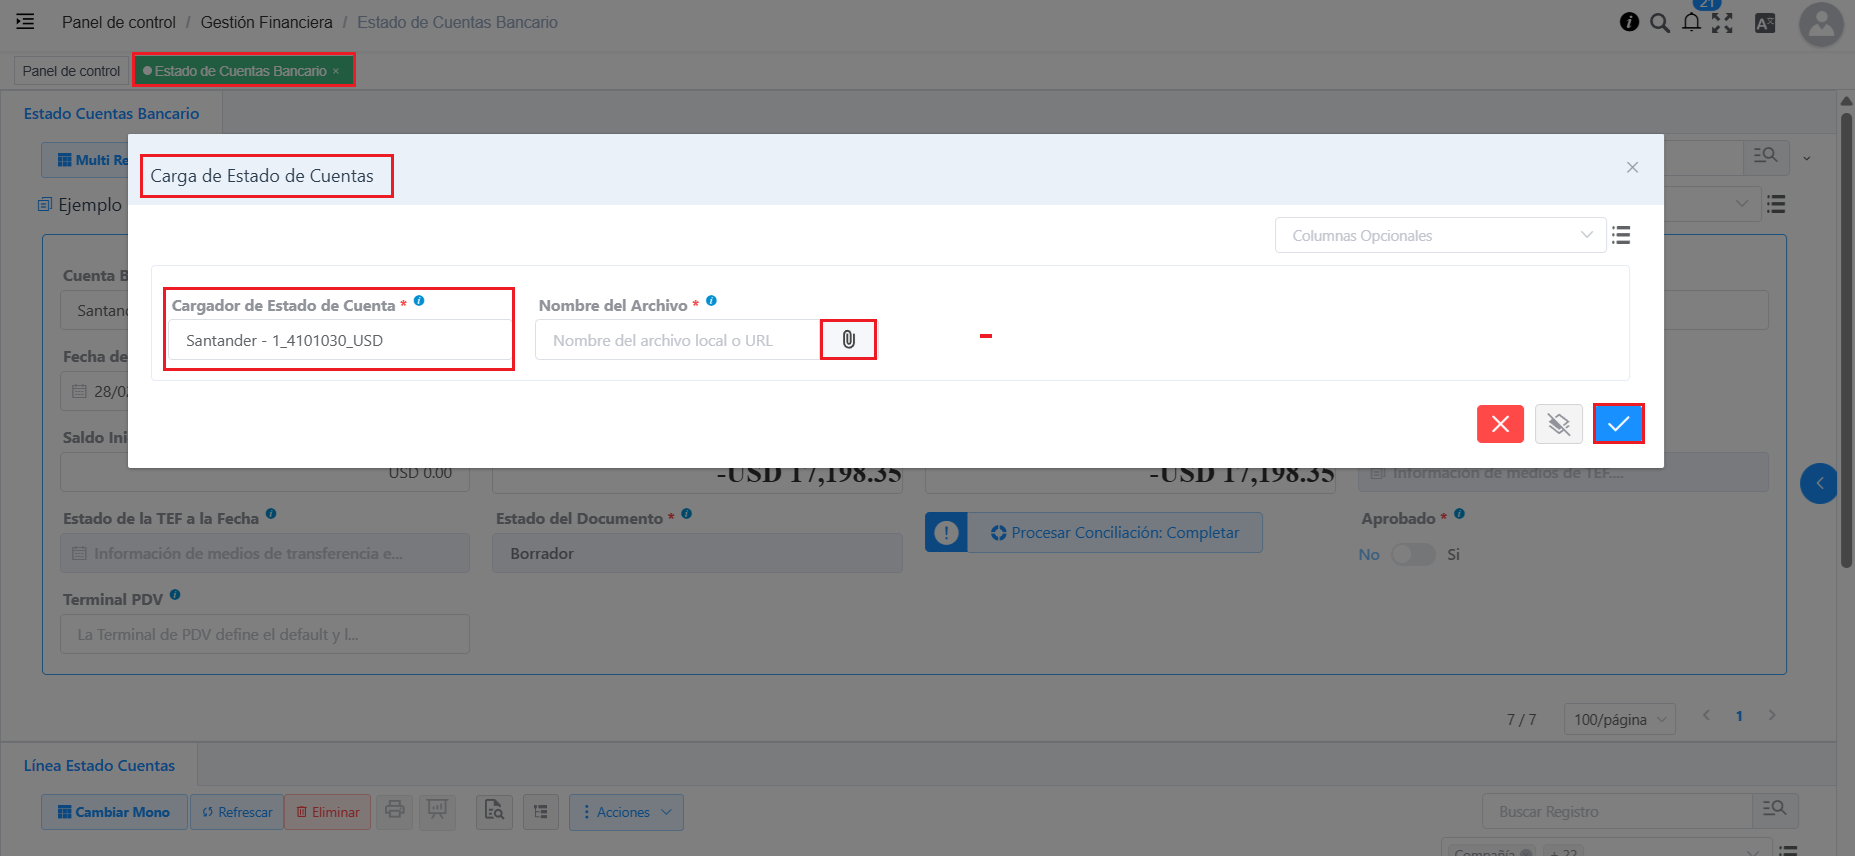 Panel de control / Gestión Financiera / Estado de Cuentas Bancario
21
Panel de control
Estado de Cuentas Bancario ×
Estado Cuentas Bancario
Multi
Carga de Estado de Cuentas
Ejemplo
Columnas Opcionales
Cuenta
Cargador de Estado de Cuenta *
Nombre del Archivo *
Santander - 1_4101030_USD
Nombre del archivo local o URL
Fecha de
Saldo
USD 0.00
-USD 17,198.35
-USD 17,198.35
Información de medios de TEF....
Estado de la TEF a la Fecha
Estado del Documento *
Procesar Conciliación: Completar
Aprobado *
Información de medios de transferencia e...
Borrador
No Si
Terminal PDV
La Terminal de PDV define el default y l...
7 / 7 100/página 1
Línea Estado Cuentas
Cambiar Mono Refrescar Eliminar Acciones
Buscar Registro
Compañía + 22